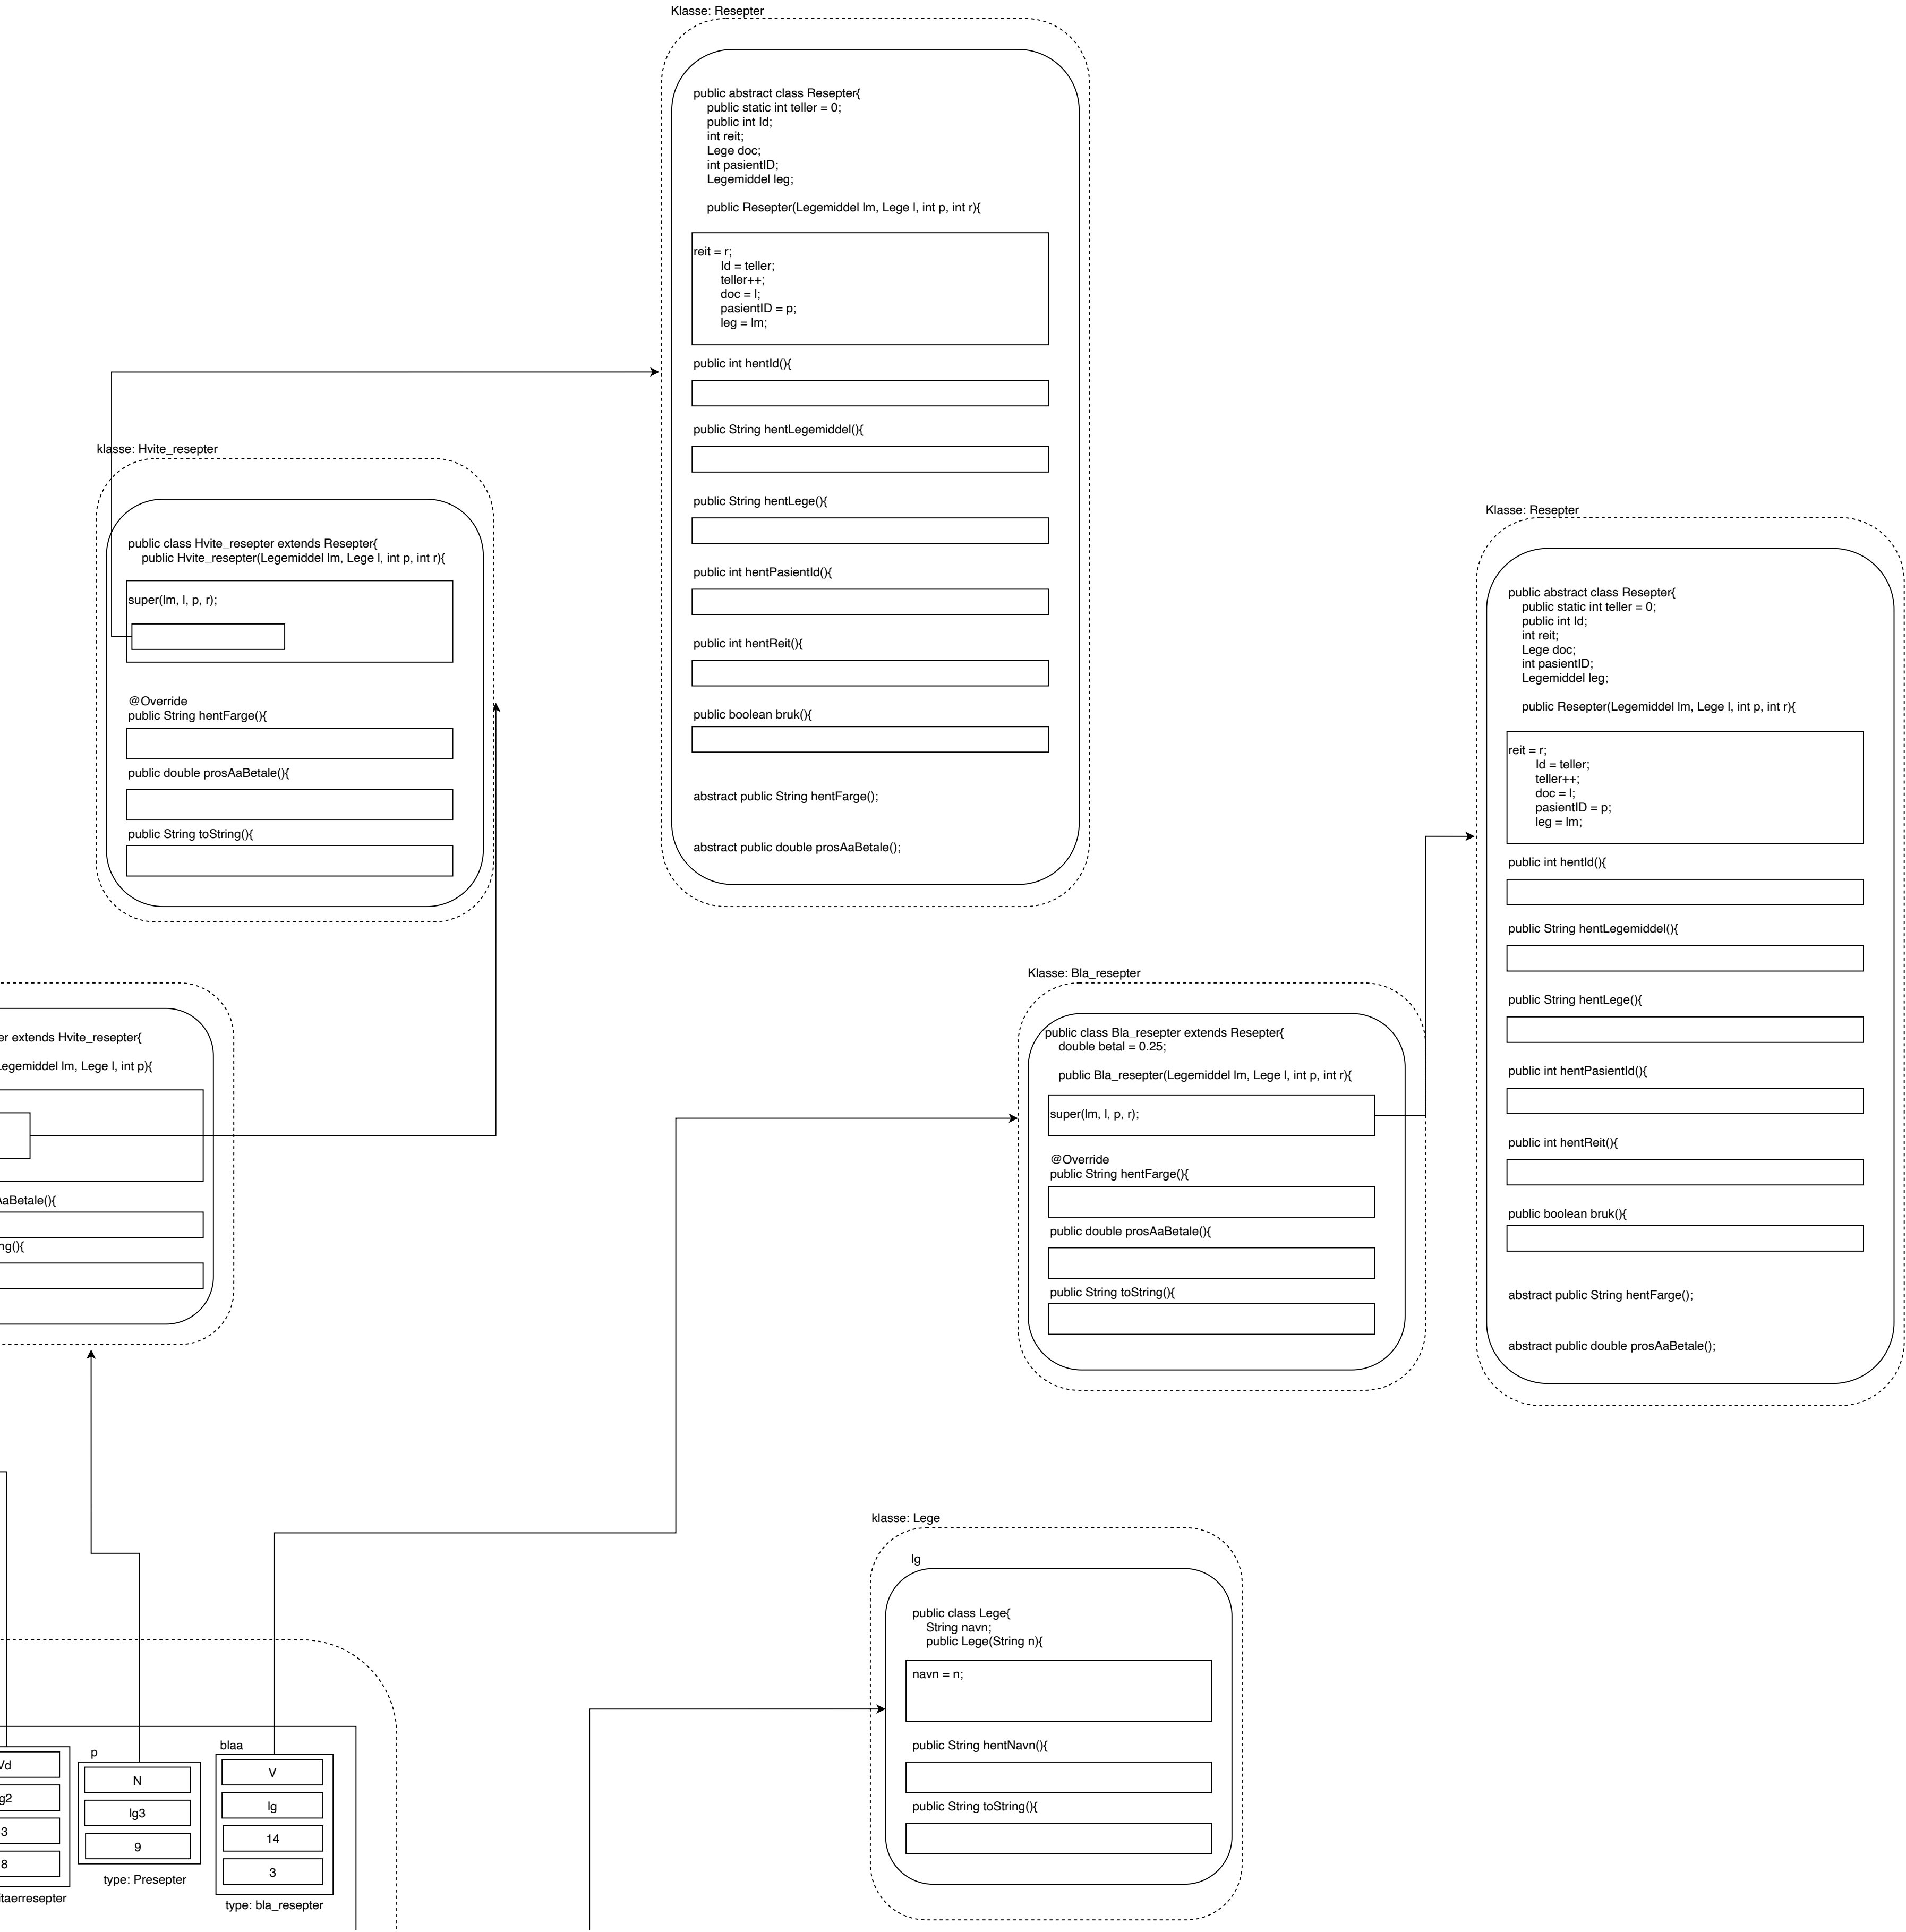 Klasse: Resepter
public abstract class Resepter{
public static int teller = 0;
public int Id;
int reit;
Lege doc;
int pasientID;
Legemiddel leg;
public Resepter(Legemiddel lm, Lege l, int p, int r){
reit = r;
Id = teller;
teller++;
doc = l;
pasientID = p;
leg = lm;
public int hentId(){
public String hentLegemiddel(){
public String hentLege(){
public int hentPasientId(){
public int hentReit(){
public boolean bruk(){
abstract public String hentFarge();
abstract public double prosAaBetale();
klasse: Hvite_resepter
public class Hvite_resepter extends Resepter{
public Hvite_resepter(Legemiddel lm, Lege l, int p, int r){
super(lm, l, p, r);
@Override
public String hentFarge(){
public double prosAaBetale(){
public String toString(){
Klasse: Resepter
public abstract class Resepter{
public static int teller = 0;
public int Id;
int reit;
Lege doc;
int pasientID;
Legemiddel leg;
public Resepter(Legemiddel lm, Lege l, int p, int r){
reit = r;
Id = teller;
teller++;
doc = l;
pasientID = p;
leg = lm;
public int hentId(){
public String hentLegemiddel(){
public String hentLege(){
public int hentPasientId(){
public int hentReit(){
public boolean bruk(){
abstract public String hentFarge();
abstract public double prosAaBetale();
er extends Hvite_resepter{
egemiddel lm, Lege l, int p){
aBetale(){
ng(){
Klasse: Bla_resepter
public class Bla_resepter extends Resepter{
double betal = 0.25;
public Bla_resepter(Legemiddel lm, Lege l, int p, int r){
super(lm, l, p, r);
@Override
public String hentFarge(){
public double prosAaBetale(){
public String toString(){
klasse: Lege
lg
public class Lege{
String navn;
public Lege(String n){
navn = n;
public String hentNavn(){
public String toString(){
Vd
g2
3
8
taerresepter
p
N
lg3
9
type: Presepter
blaa
V
lg
14
3
type: bla_resepter